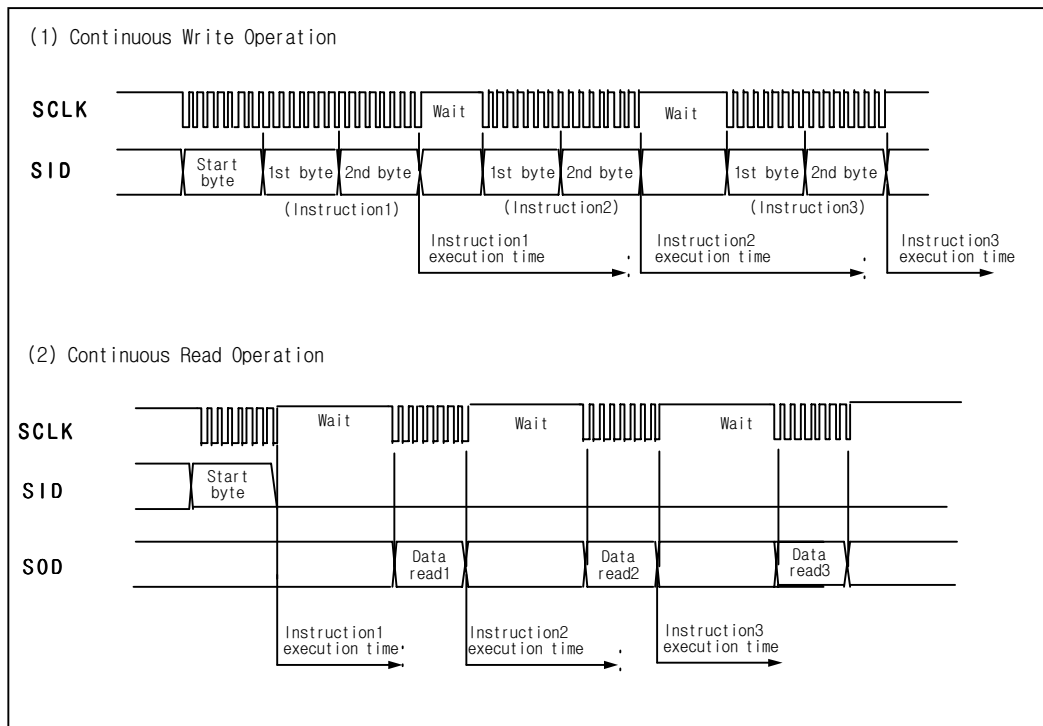 (1) Continuous Write Operation
SCLK
Wait
Wait
SID
Start
byte
1st byte
2nd byte
1st byte
2nd byte
1st byte
2nd byte
(Instruction1)
(Instruction2)
(Instruction3)
Instruction1
execution time
Instruction2
execution time
Instruction3
execution time
(2) Continuous Read Operation
SCLK
Wait
Wait
Wait
SID
Start
byte
SOD
Data
read1
Data
read2
Data
read3
Instruction1
execution time
Instruction2
execution time
Instruction3
execution time